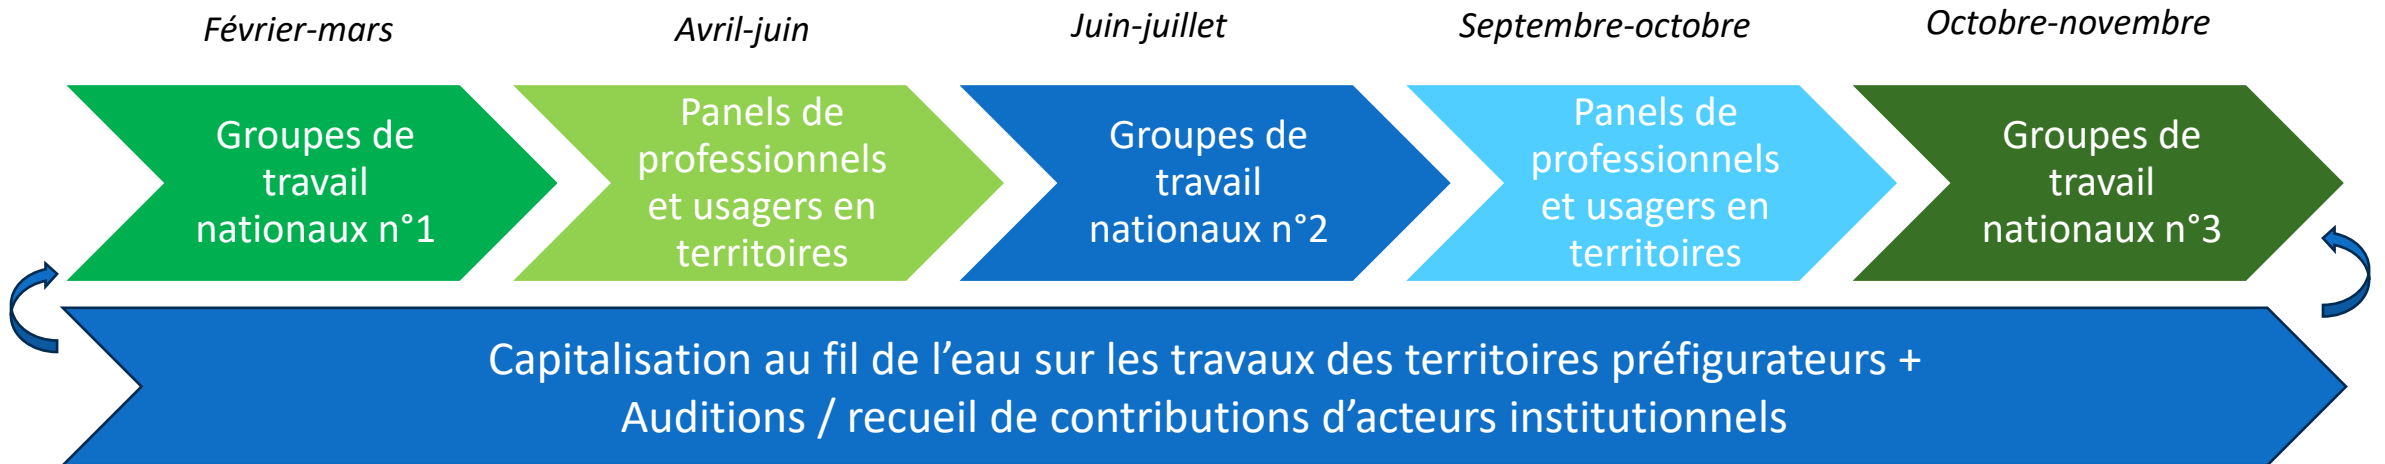 Février-mars
Avril-juin
Juin-juillet
Septembre-octobre
Octobre-novembre
Groupes de
travail
nationaux n°1
Panels de
professionnels
et usagers en
territoires
Groupes de
travail
nationaux n°2
Panels de
professionnels
et usagers en
territoires
Groupes de
travail
nationaux n°3
Capitalisation au fil de l’eau sur les travaux des territoires préfigurateurs +
Auditions / recueil de contributions d’acteurs institutionnels